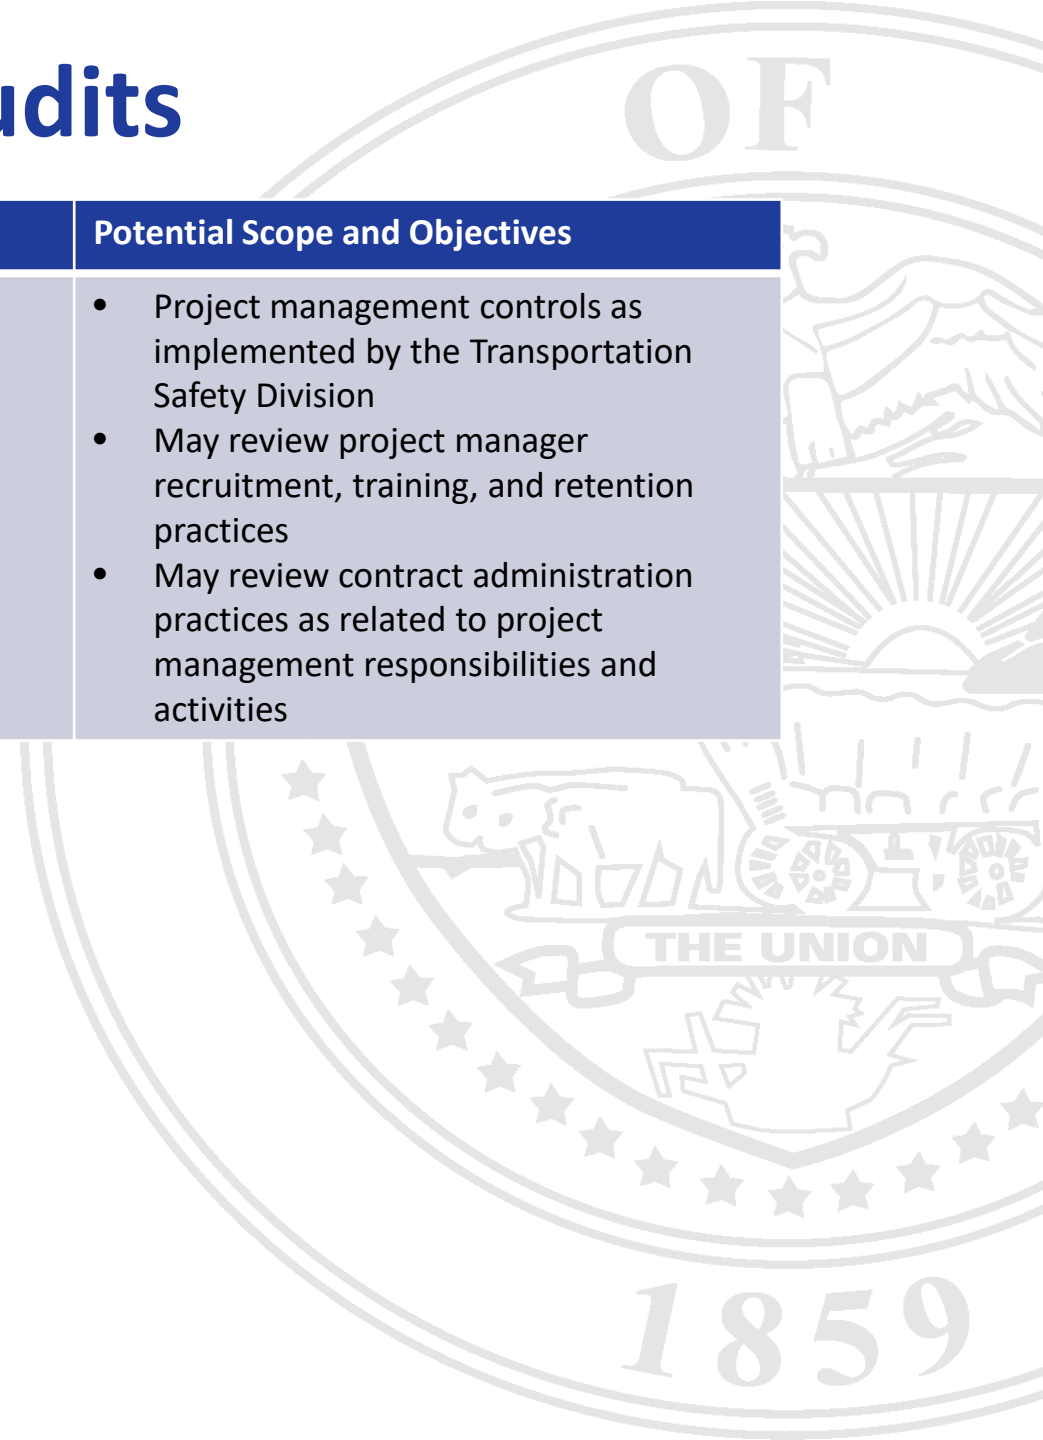 OF
udits
Potential Scope and Objectives
• Project management controls as
implemented by the Transportation
Safety Division
• May review project manager
recruitment, training, and retention
practices
• May review contract administration
practices as related to project
management responsibilities and
activities
THE UNION
1859